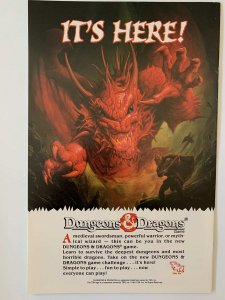 IT'S HERE!
Dungeons & Dragons®
A medieval swordsman, powerful warrior, or myth-
ical wizard — this can be you in the new
DUNGEONS & DRAGONS® game.
Learn to survive the deepest dungeons and most
horrible dragons. Take on the new DUNGEONS &
DRAGONS game challenge . . . it's here!
Simple to play . . . fun to play . . . now
everyone can play!